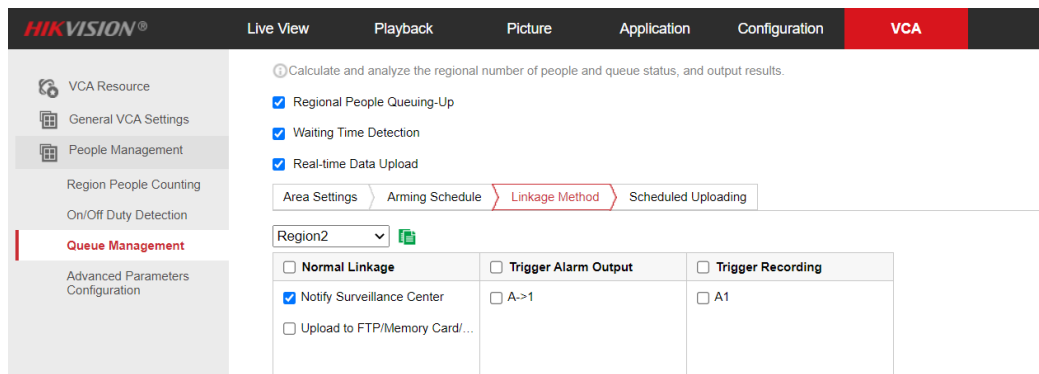 HIKVISION®
Live View Playback Picture Application Configuration VCA
Calculate and analyze the regional number of people and queue status, and output results.
VCA Resource
General VCA Settings
People Management
Region People Counting
On/Off Duty Detection
Queue Management
Advanced Parameters
Configuration
Regional People Queuing-Up
Waiting Time Detection
Real-time Data Upload
Area Settings Arming Schedule Linkage Method Scheduled Uploading
Region2
Normal Linkage Trigger Alarm Output Trigger Recording
Notify Surveillance Center A->1 A1
Upload to FTP/Memory Card/...